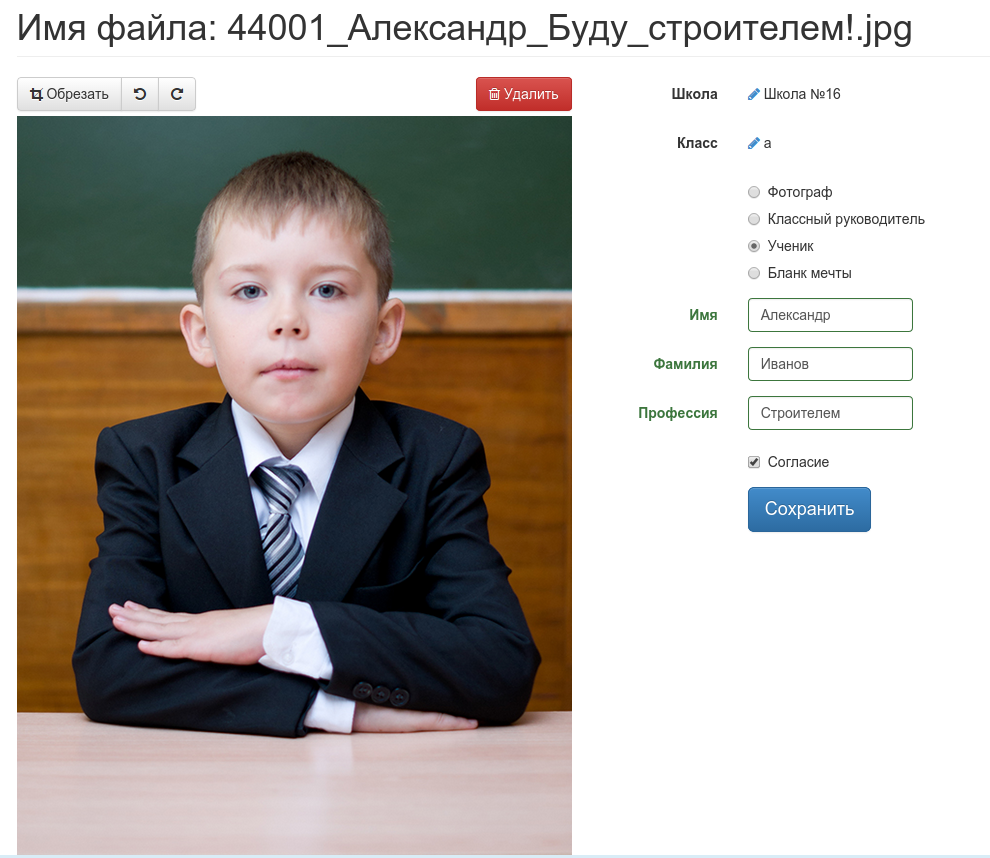 Имя файла: 44001_Александр_Буду_строителем!.jpg
Обрезать
Удалить
Школа Школа №16
Класс а
Фотограф
Классный руководитель
Ученик
Бланк мечты
Имя Александр
Фамилия Иванов
Профессия Строителем
Согласие
Сохранить